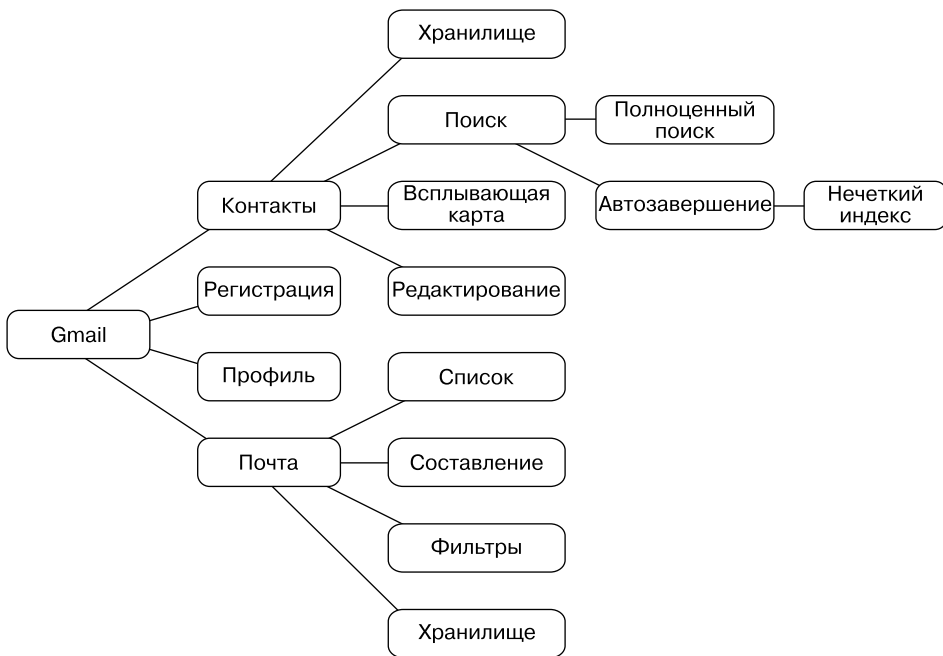 Хранилище
Поиск
Полноценный
поиск
Контакты
Всплывающая
карта
Автозавершение
Нечеткий
индекс
Регистрация
Редактирование
Gmail
Профиль
Список
Почта
Составление
Фильтры
Хранилище